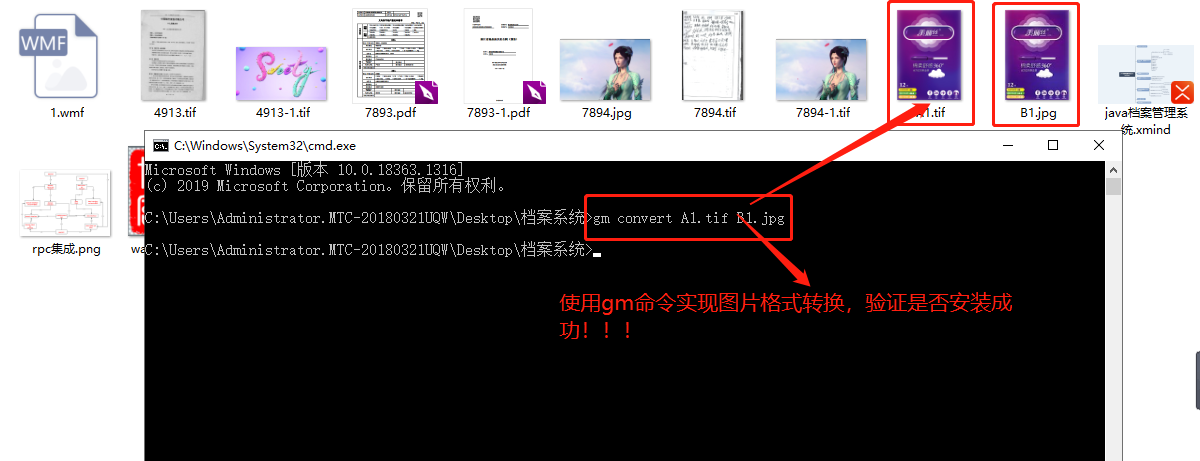 WMF
1.wmf
4913.tif
4913-1.tif
7893.pdf
7893-1.pdf
7894.jpg
7894.tif
7894-1.tif
A1.tif
B1.jpg
java档案管理系
统.xmind
rpc集成.png
wa
C:\Windows\System32\cmd.exe
Microsoft Windows [版本 10.0.18363.1316]
(c) 2019 Microsoft Corporation。保留所有权利。
C:\Users\Administrator.MTC-20180321UQW\Desktop\档案系统>gm convert A1.tif B1.jpg
C:\Users\Administrator.MTC-20180321UQW\Desktop\档案系统>
使用gm命令实现图片格式转换，验证是否安装成
功！！！